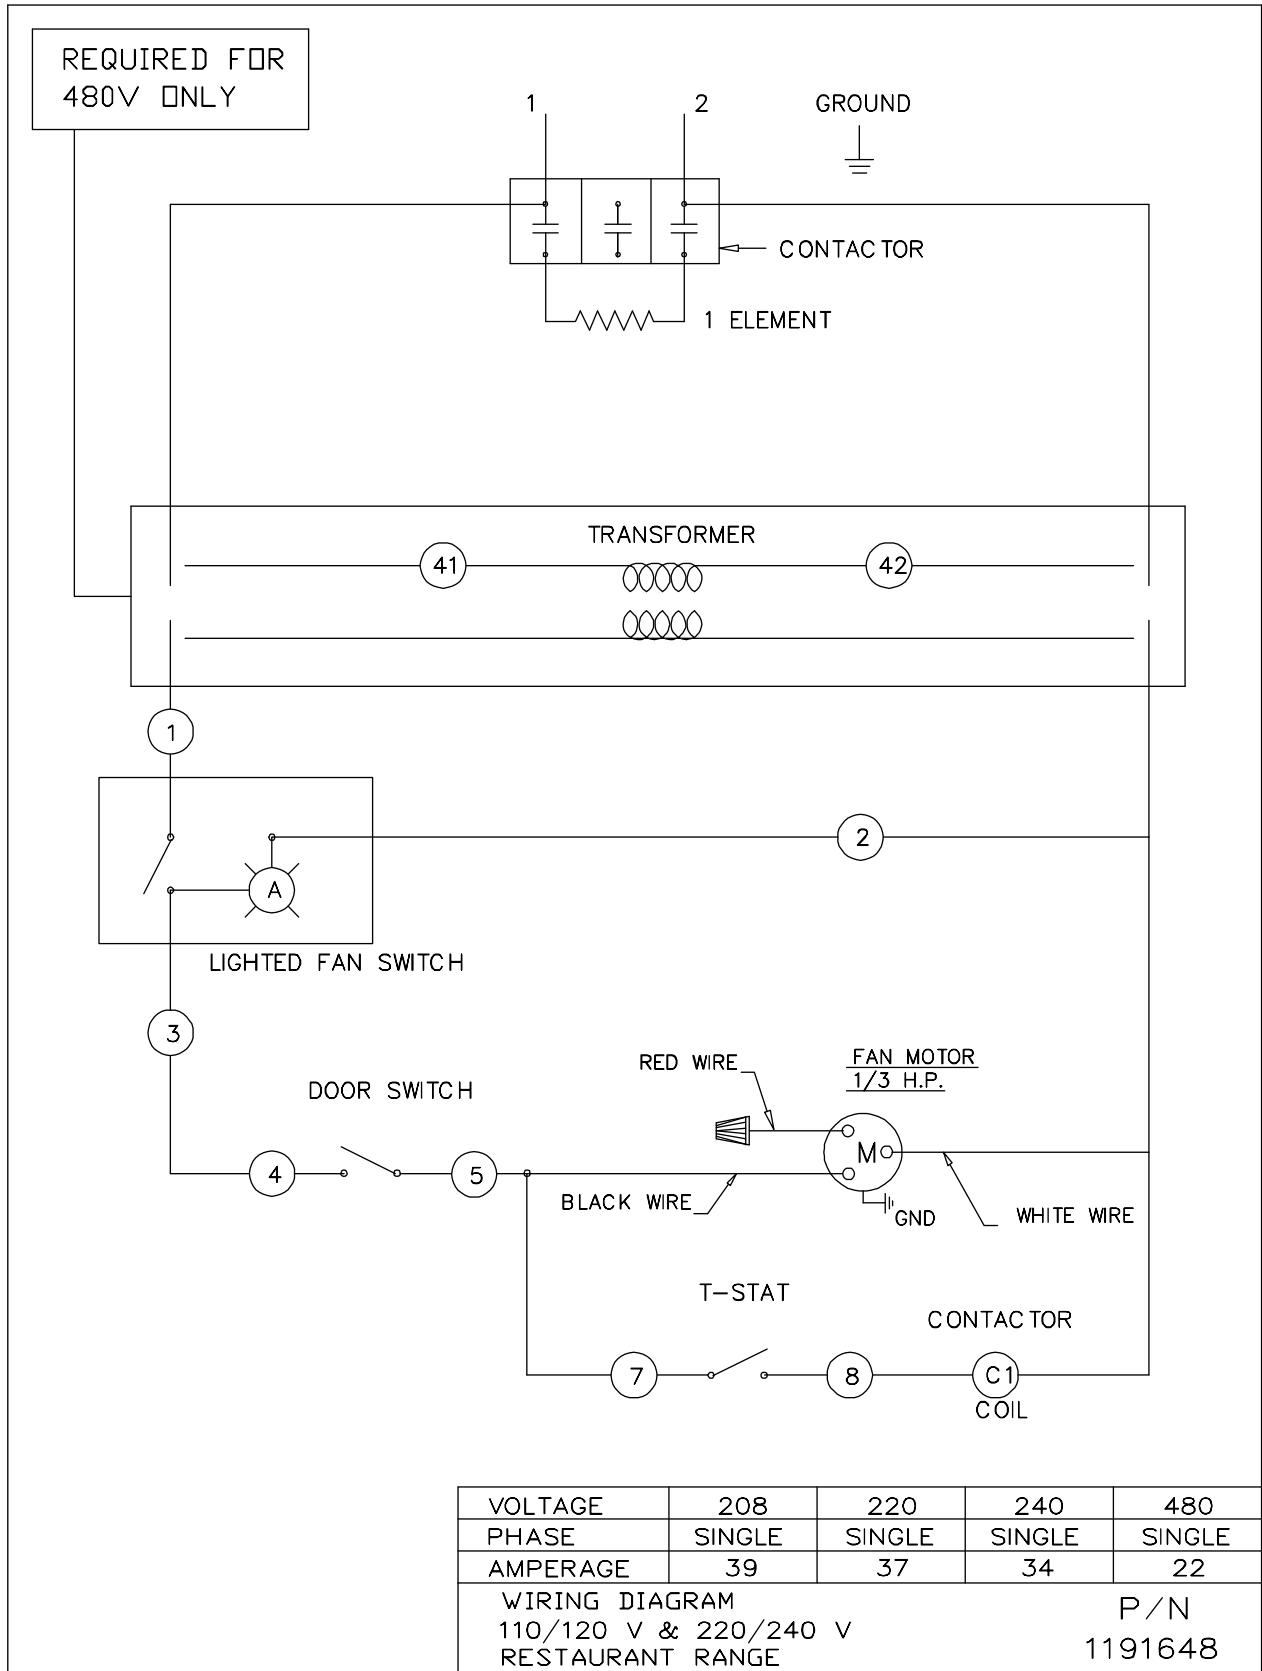 REQUIRED FOR
480V ONLY
1
2
GROUND
CONTACTOR
1 ELEMENT
TRANSFORMER
41
42
1
2
A
LIGHTED FAN SWITCH
3
RED WIRE
FAN MOTOR
1/3 H.P.
DOOR SWITCH
M
4
5
BLACK WIRE
GND
WHITE WIRE
T-STAT
CONTACTOR
7
8
C1
COIL
VOLTAGE 208 220 240 480
PHASE SINGLE SINGLE SINGLE SINGLE
AMPERAGE 39 37 34 22
WIRING DIAGRAM
110/120 V & 220/240 V
RESTAURANT RANGE
P/N
1191648